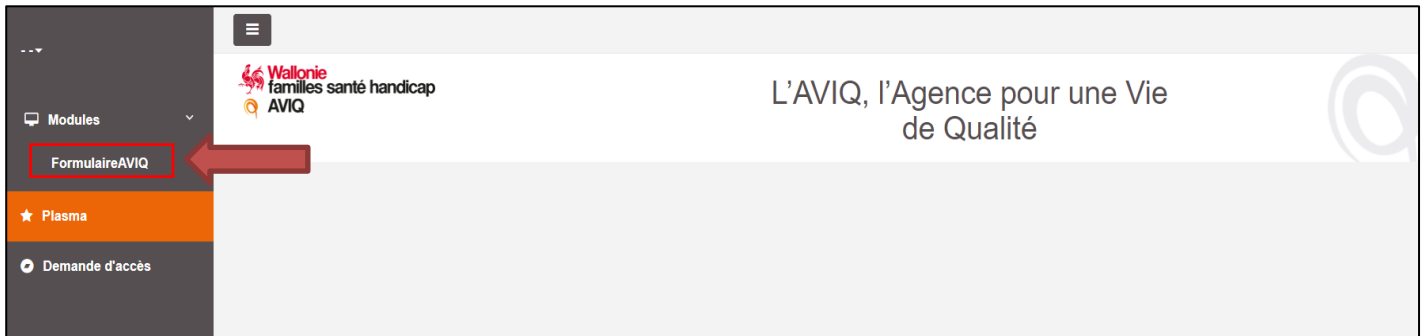 - -
Modules
FormulaireAVIQ
Plasma
Demande d'accès
Wallonie
familles santé handicap
AVIQ
L'AVIQ, l'Agence pour une Vie
de Qualité